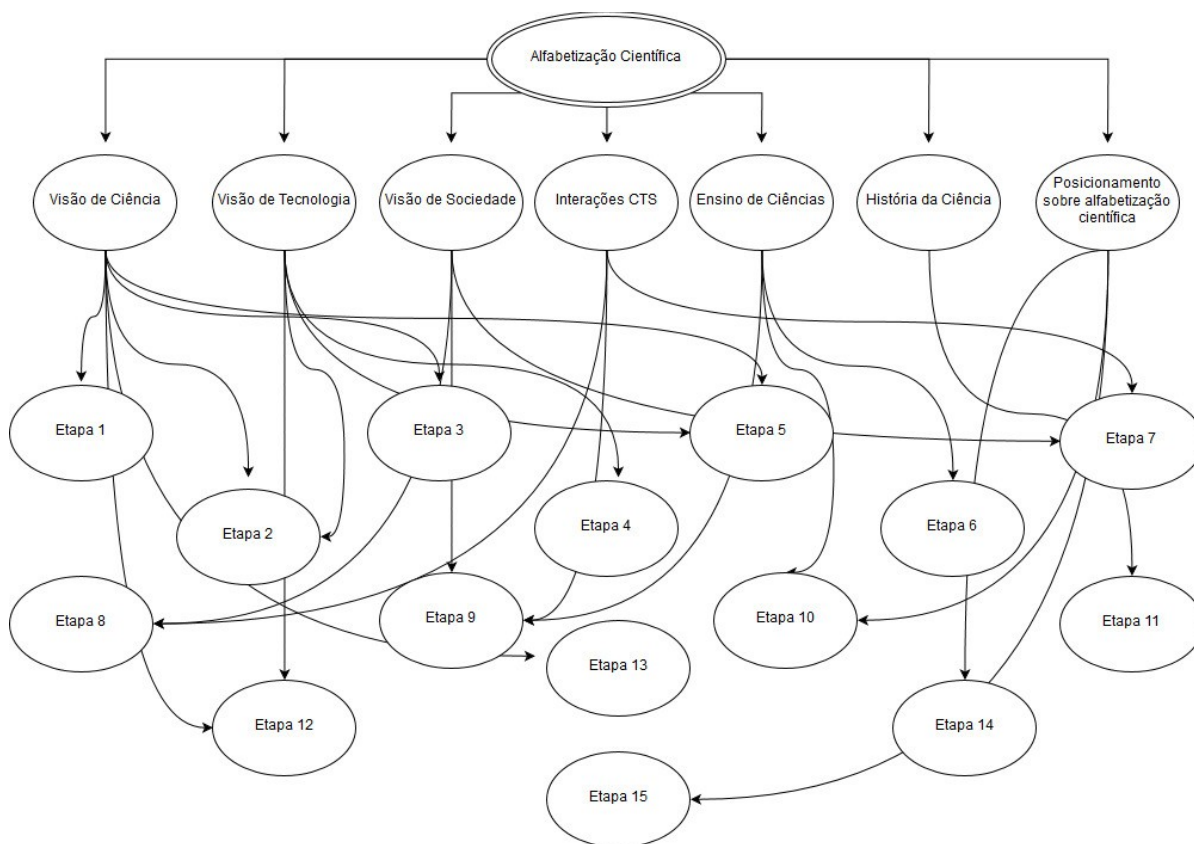 Alfabetização Científica
Visão de Ciência
Visão de Tecnologia
Visão de Sociedade
Interações CTS
Ensino de Ciências
História da Ciência
Posicionamento
sobre alfabetização
científica
Etapa 1
Etapa 3
Etapa 5
Etapa 7
Etapa 2
Etapa 4
Etapa 6
Etapa 8
Etapa 9
Etapa 10
Etapa 11
Etapa 13
Etapa 12
Etapa 14
Etapa 15